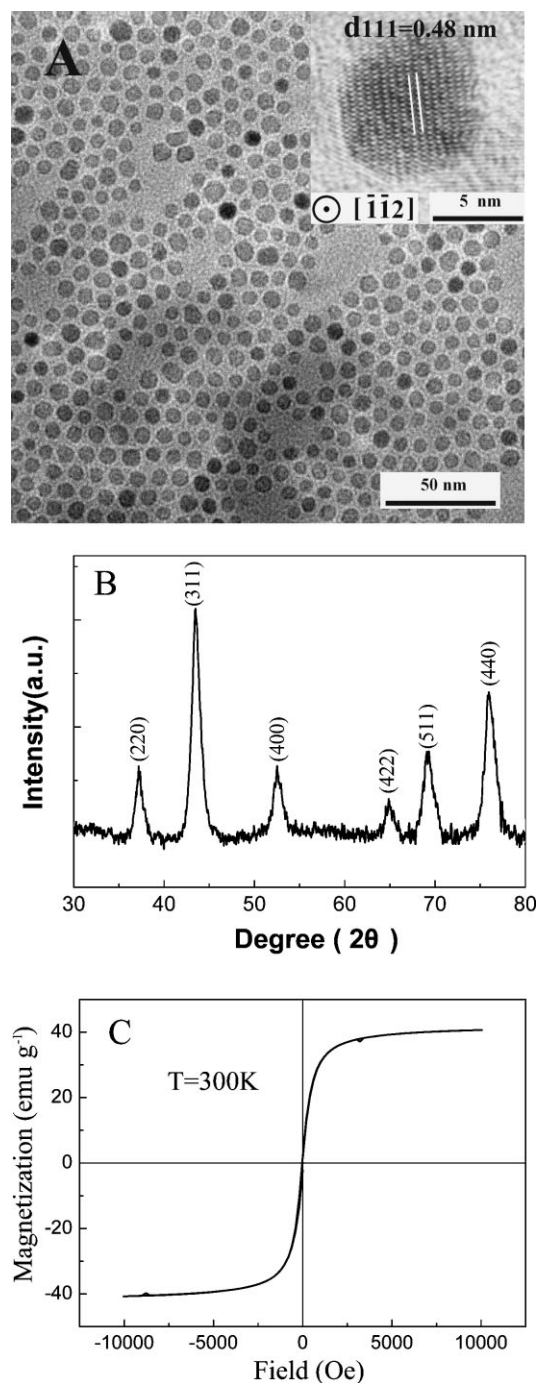 A
d111=0.48 nm
⊙ [1̄1̄2]
5 nm
50 nm
B
(220)
(311)
(400)
(422)
(511)
(440)
Intensity(a.u.)
30 40 50 60 70 80
Degree ( 2θ )
C
T=300K
Magnetization (emu g⁻¹)
40
20
0
-20
-40
-10000 -5000 0 5000 10000
Field (Oe)